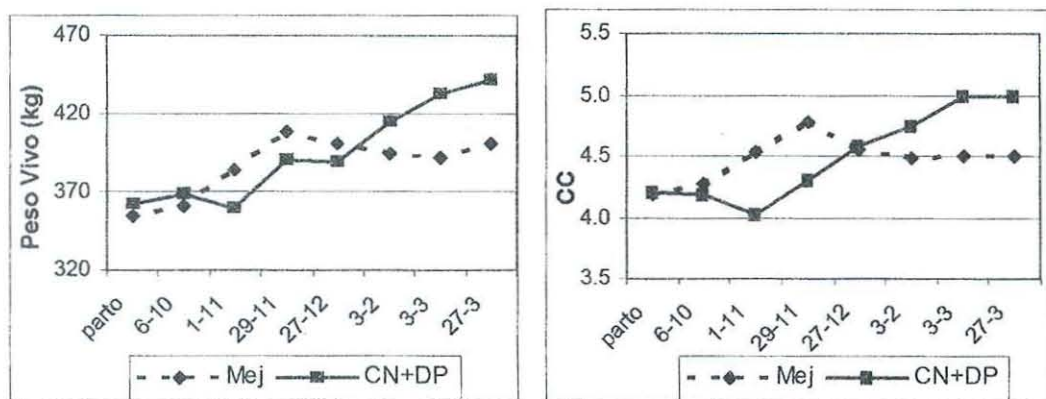 Peso Vivo (kg)
470
420
370
320
parto 6-10 1-11 29-11 27-12 3-2 3-3 27-3
Mej CN+DP
CC
5.5
5.0
4.5
4.0
3.5
parto 6-10 1-11 29-11 27-12 3-2 3-3 27-3
Mej CN+DP